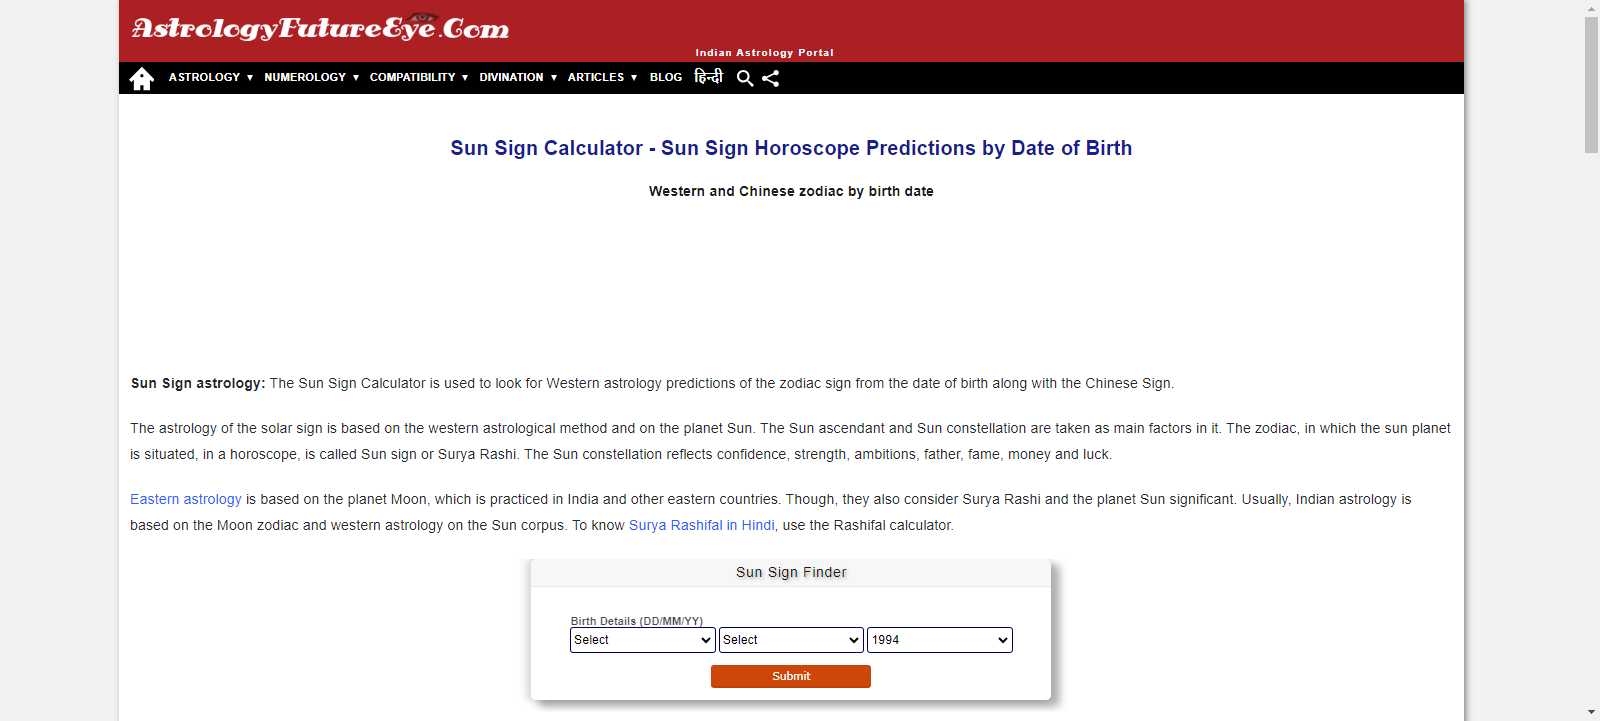 AstrologyFutureEye.Com
Indian Astrology Portal
ASTROLOGY ▼ NUMEROLOGY ▼ COMPATIBILITY ▼ DIVINATION ▼ ARTICLES ▼ BLOG हिन्दी
Sun Sign Calculator - Sun Sign Horoscope Predictions by Date of Birth
Western and Chinese zodiac by birth date
Sun Sign astrology: The Sun Sign Calculator is used to look for Western astrology predictions of the zodiac sign from the date of birth along with the Chinese Sign.
The astrology of the solar sign is based on the western astrological method and on the planet Sun. The Sun ascendant and Sun constellation are taken as main factors in it. The zodiac, in which the sun planet
is situated, in a horoscope, is called Sun sign or Surya Rashi. The Sun constellation reflects confidence, strength, ambitions, father, fame, money and luck.
Eastern astrology is based on the planet Moon, which is practiced in India and other eastern countries. Though, they also consider Surya Rashi and the planet Sun significant. Usually, Indian astrology is
based on the Moon zodiac and western astrology on the Sun corpus. To know Surya Rashifal in Hindi, use the Rashifal calculator.
Sun Sign Finder
Birth Details (DD/MM/YY)
Select Select 1994
Submit